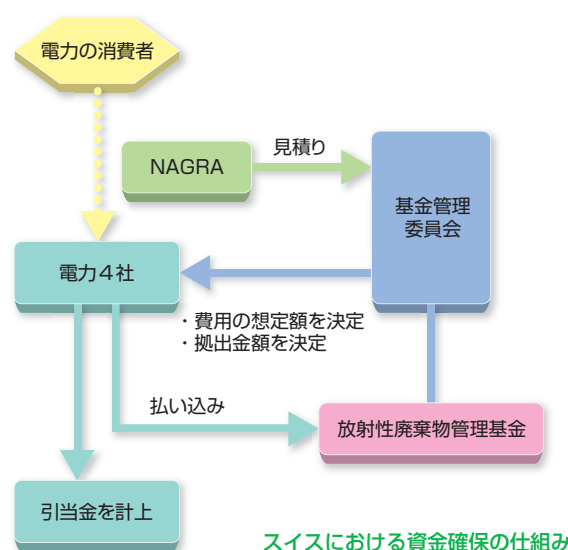 電力の消費者
NAGRA
見積り
基金管理
委員会
電力4社
・費用の想定額を決定
・拠出金額を決定
払い込み
放射性廃棄物管理基金
引当金を計上
スイスにおける資金確保の仕組み